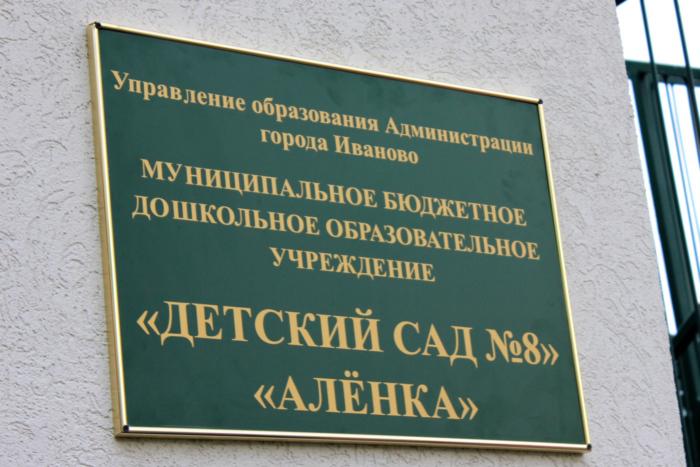 Управление образования Администрации
города Иваново
МУНИЦИПАЛЬНОЕ БЮДЖЕТНОЕ
ДОШКОЛЬНОЕ ОБРАЗОВАТЕЛЬНОЕ
УЧРЕЖДЕНИЕ
«ДЕТСКИЙ САД №8»
«АЛЁНКА»